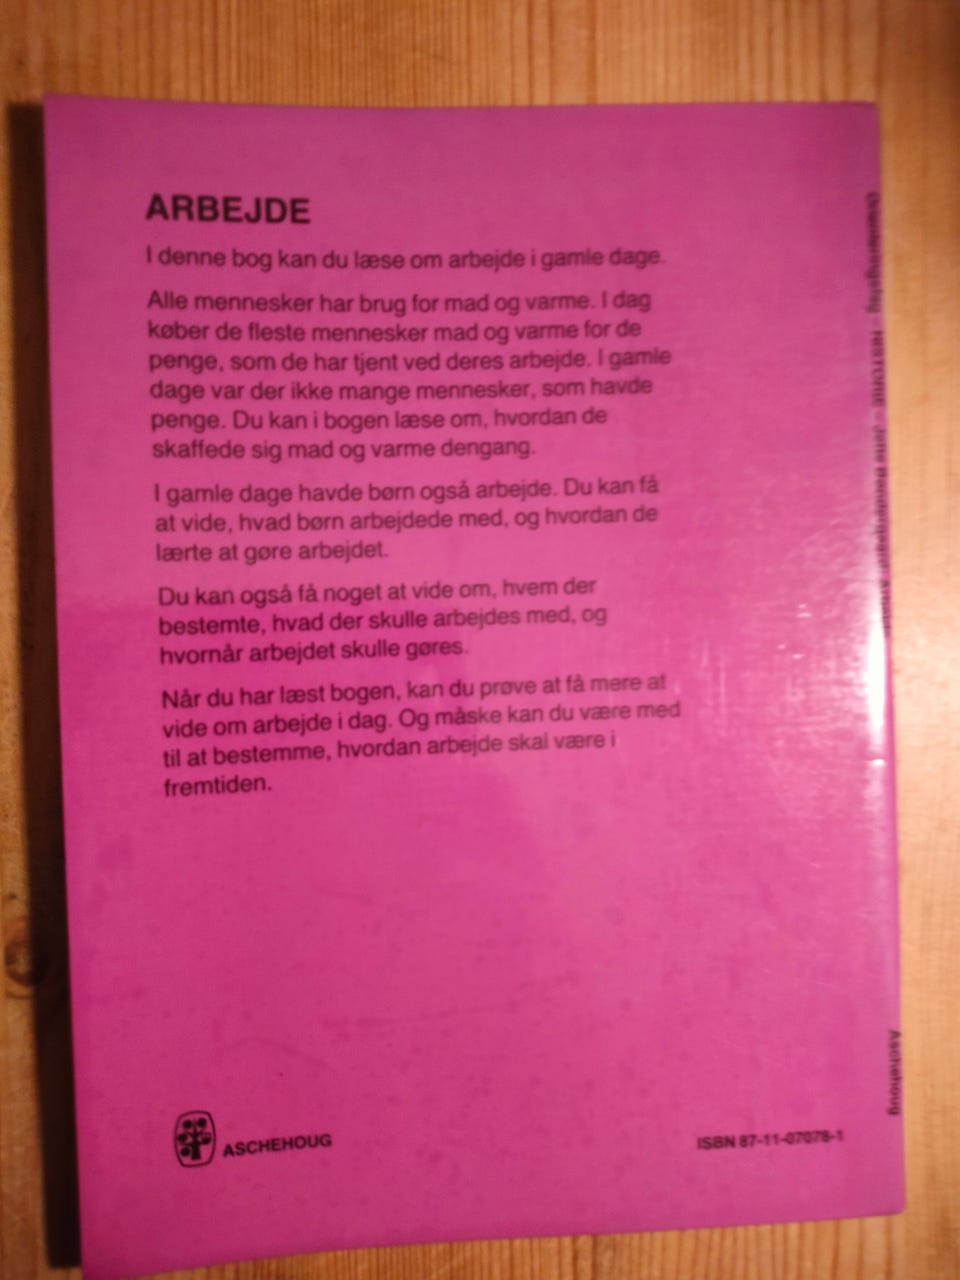 ARBEJDE
I denne bog kan du læse om arbejde i gamle dage.
Alle mennesker har brug for mad og varme. I dag
køber de fleste mennesker mad og varme for de
penge, som de har tjent ved deres arbejde. I gamle
dage var der ikke mange mennesker, som havde
penge. Du kan i bogen læse om, hvordan de
skaffede sig mad og varme dengang.
I gamle dage havde børn også arbejde. Du kan få
at vide, hvad børn arbejdede med, og hvordan de
lærte at gøre arbejdet.
Du kan også få noget at vide om, hvem der
bestemte, hvad der skulle arbejdes med, og
hvornår arbejdet skulle gøres.
Når du har læst bogen, kan du prøve at få mere at
vide om arbejde i dag. Og måske kan du være med
til at bestemme, hvordan arbejde skal være i
fremtiden.
ASCHEHOUG
ISBN 87-11-07078-1
HISTORIE
Aschehoug